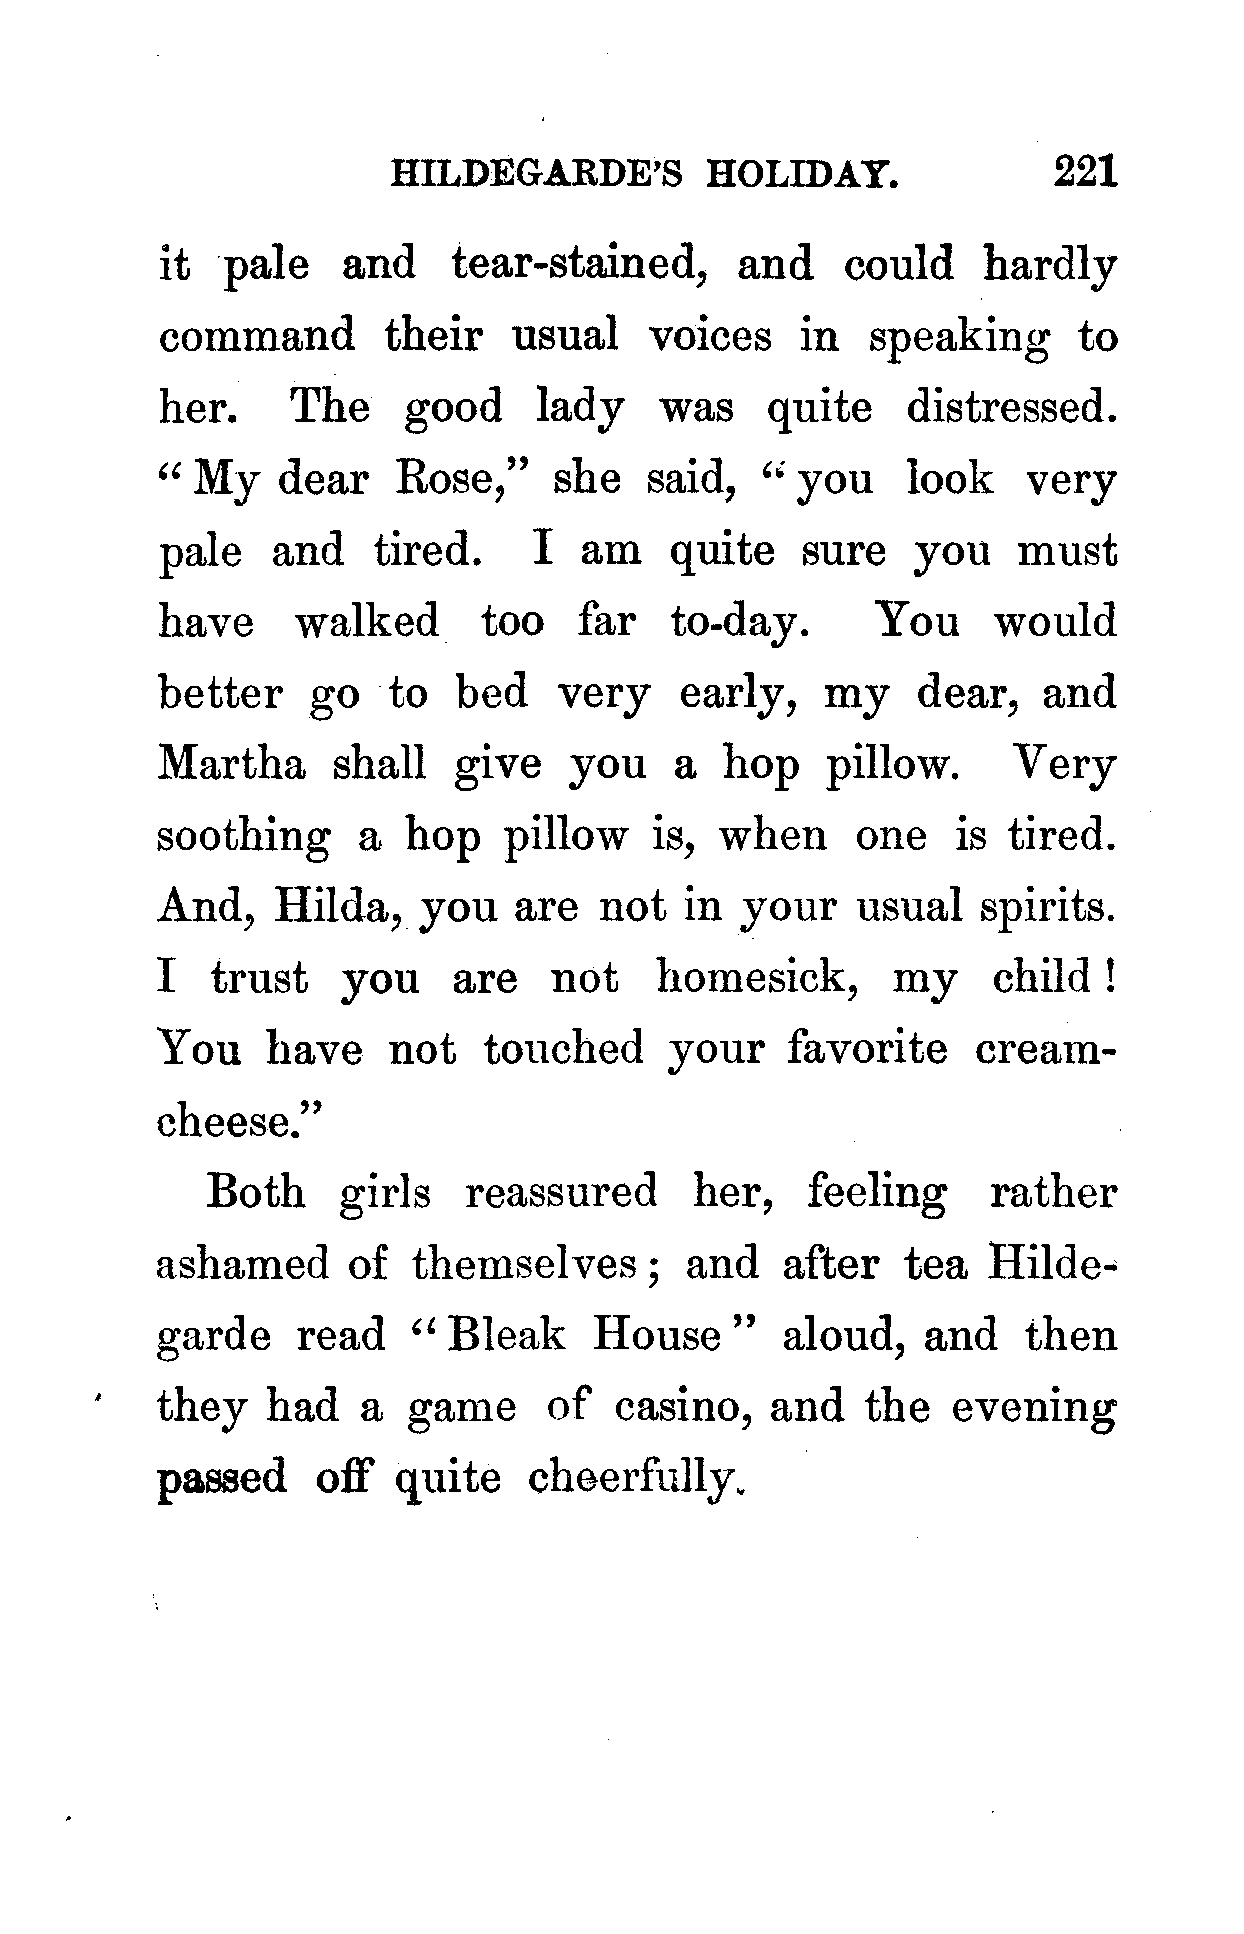 HILDEGARDE'S HOLIDAY. 221
it pale and tear-stained, and could hardly
command their usual voices in speaking to
her. The good lady was quite distressed.
"My dear Rose," she said, "you look very
pale and tired. I am quite sure you must
have walked too far to-day. You would
better go to bed very early, my dear, and
Martha shall give you a hop pillow. Very
soothing a hop pillow is, when one is tired.
And, Hilda, you are not in your usual spirits.
I trust you are not homesick, my child!
You have not touched your favorite cream-
cheese."
Both girls reassured her, feeling rather
ashamed of themselves; and after tea Hilde-
garde read "Bleak House" aloud, and then
they had a game of casino, and the evening
passed off quite cheerfully.